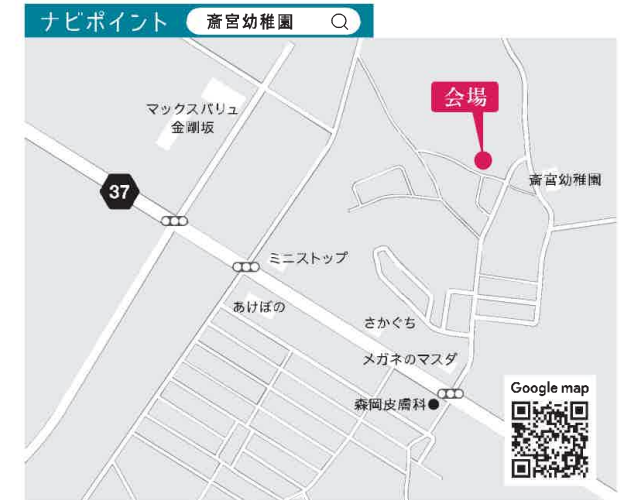 ナビポイント 斎宮幼稚園
会場
マックスバリュ
金剛坂
斎宮幼稚園
37
ミニストップ
あけぼの
さかぐち
メガネのマスダ
森岡皮膚科
Google map